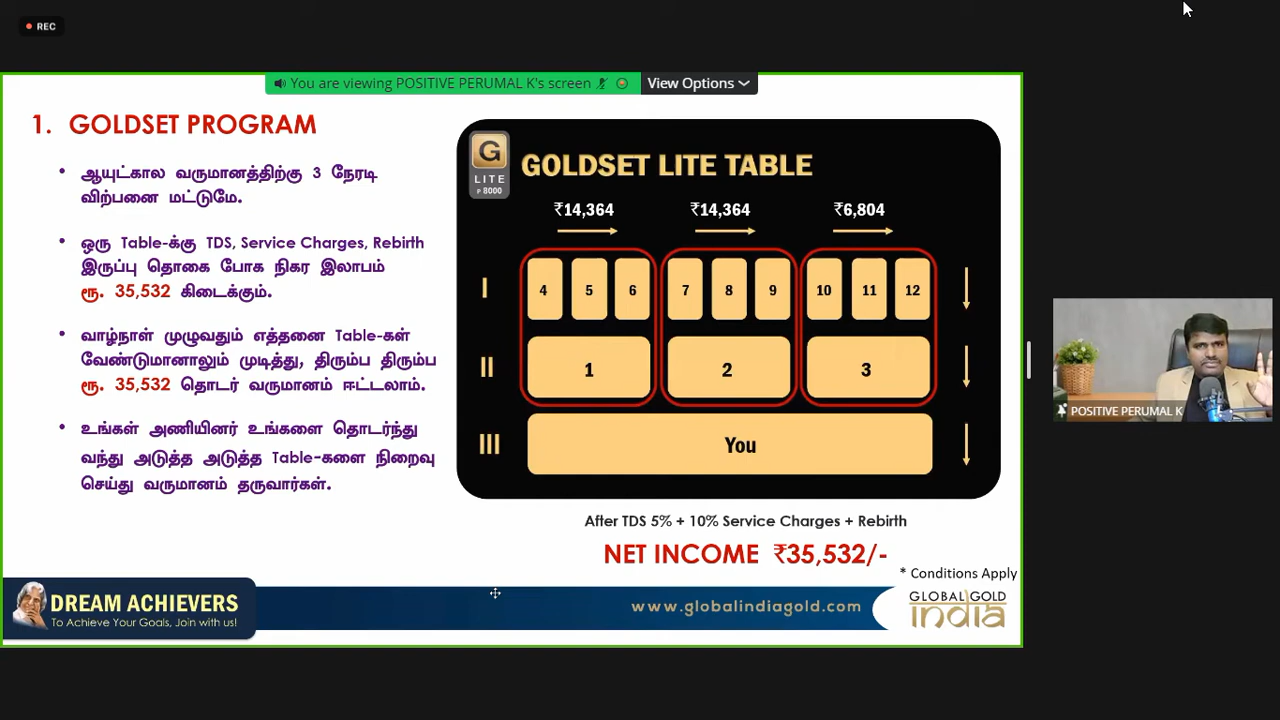 REC
You are viewing POSITIVE PERUMAL K's screen
View Options
1. GOLDSET PROGRAM
• ஆயுட்கால வருமானத்திற்கு 3 நேரடி
விற்பனை மட்டுமே.
• ஒரு Table-க்கு TDS, Service Charges, Rebirth
இருப்பு தொகை போக நிகர இலாபம்
ரூ. 35,532 கிடைக்கும்.
• வாழ்நாள் முழுவதும் எத்தனை Table-கள்
வேண்டுமானாலும் முடித்து, திரும்ப திரும்ப
ரூ. 35,532 தொடர் வருமானம் ஈட்டலாம்.
• உங்கள் அணியினர் உங்களை தொடர்ந்து
வந்து அடுத்த அடுத்த Table-களை நிறைவு
செய்து வருமானம் தருவார்கள்.
G
LITE
₱ 8000
GOLDSET LITE TABLE
₹14,364 ₹14,364 ₹6,804
I 4 5 6 7 8 9 10 11 12
II 1 2 3
III You
After TDS 5% + 10% Service Charges + Rebirth
NET INCOME ₹35,532/-
* Conditions Apply
DREAM ACHIEVERS
To Achieve Your Goals, Join with us!
www.globalindiagold.com
GLOBAL GOLD
india
POSITIVE PERUMAL K